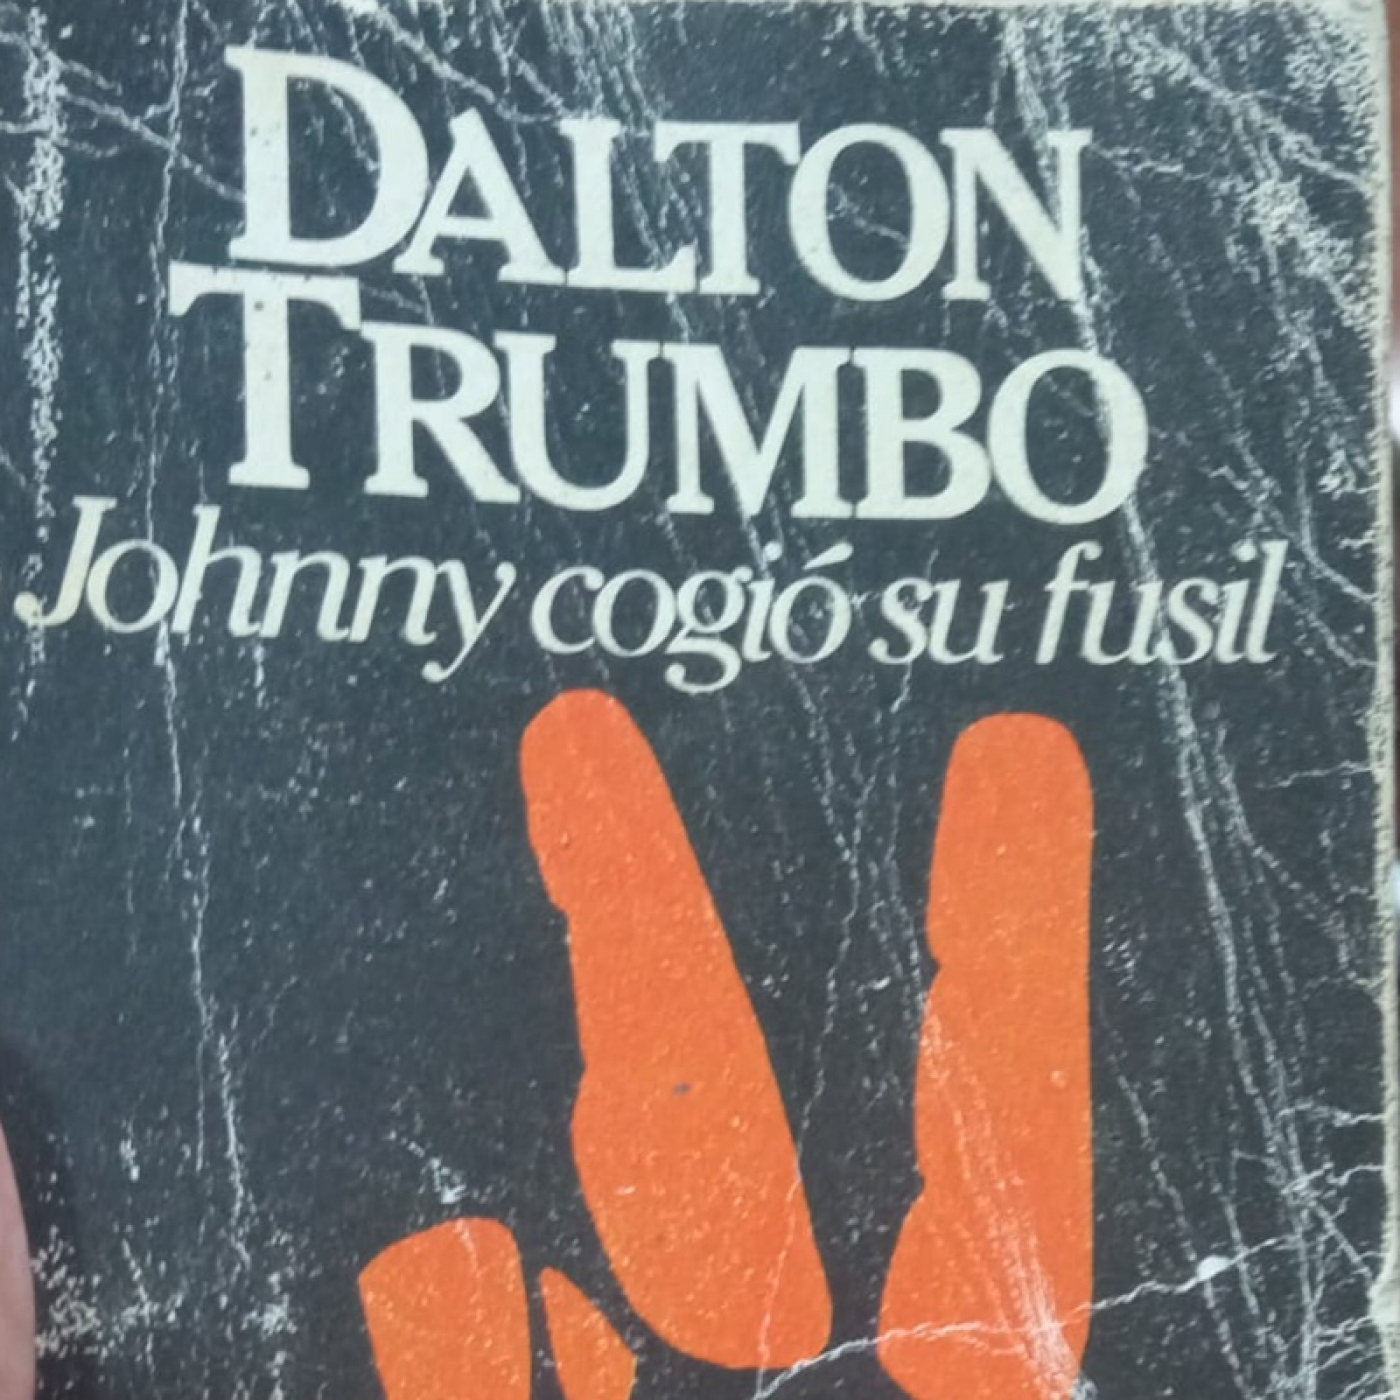 DALTON
TRUMBO
Johnny cogió su fusil